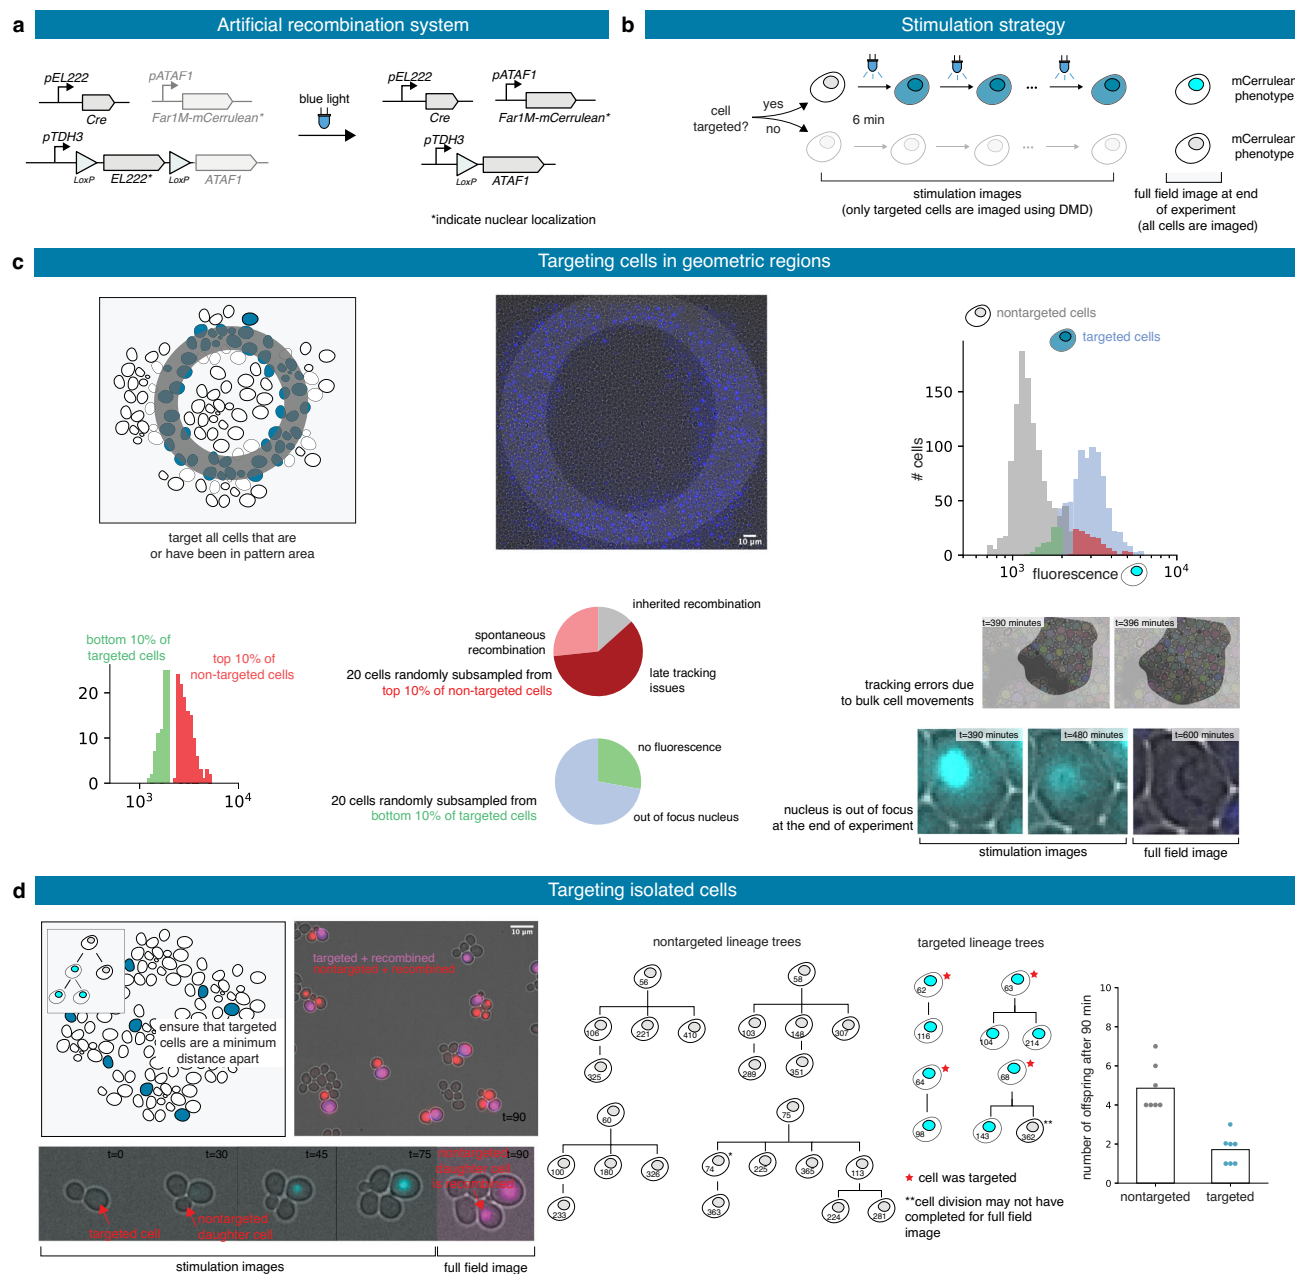 a
Artificial recombination system
pEL222
Cre
pATAF1
Far1M-mCerrulean*
pTDH3
LoxP
EL222*
LoxP
ATAF1
blue light
pEL222
Cre
pATAF1
Far1M-mCerrulean*
pTDH3
LoxP
ATAF1
*indicate nuclear localization
b
Stimulation strategy
cell
targeted?
yes
no
6 min
...
...
mCerrulean
phenotype
mCerrulean
phenotype
stimulation images
(only targeted cells are imaged using DMD)
full field image at end
of experiment
(all cells are imaged)
c
Targeting cells in geometric regions
target all cells that are
or have been in pattern area
10 µm
nontargeted cells
targeted cells
# cells
150
100
50
0
10³
10⁴
fluorescence
bottom 10% of
targeted cells
top 10% of
non-targeted cells
20
10
0
10³
10⁴
inherited recombination
spontaneous
recombination
late tracking
issues
20 cells randomly subsampled from
top 10% of non-targeted cells
no fluorescence
out of focus nucleus
20 cells randomly subsampled from
bottom 10% of targeted cells
t=390 minutes
t=396 minutes
tracking errors due
to bulk cell movements
t=390 minutes
t=480 minutes
t=600 minutes
nucleus is out of focus
at the end of experiment
stimulation images
full field image
d
Targeting isolated cells
ensure that targeted
cells are a minimum
distance apart
10 µm
targeted + recombined
nontargeted + recombined
t=90
t=0
t=30
t=45
t=75
t=90
targeted cell
nontargeted
daughter cell
nontargeted
daughter cell
is recombined
stimulation images
full field image
nontargeted lineage trees
56
106
221
410
325
58
103
148
307
289
351
60
100
180
326
233
75
74
*
225
365
113
363
224
281
targeted lineage trees
62
116
63
104
214
64
98
68
143
362
**
cell was targeted
**cell division may not have
completed for full field
image
number of offspring after 90 min
10
8
6
4
2
0
nontargeted
targeted